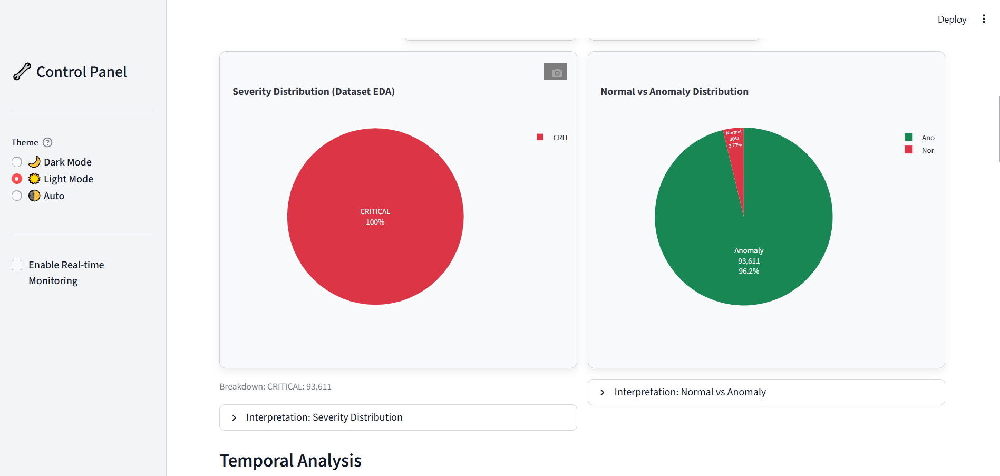 Deploy
Control Panel
Theme
Dark Mode
Light Mode
Auto
Enable Real-time
Monitoring
Severity Distribution (Dataset EDA)
CRIT
CRITICAL
100%
Breakdown: CRITICAL: 93,611
Interpretation: Severity Distribution
Normal vs Anomaly Distribution
Ano
Nor
Normal
3667
3.77%
Anomaly
93,611
96.2%
Interpretation: Normal vs Anomaly
Temporal Analysis